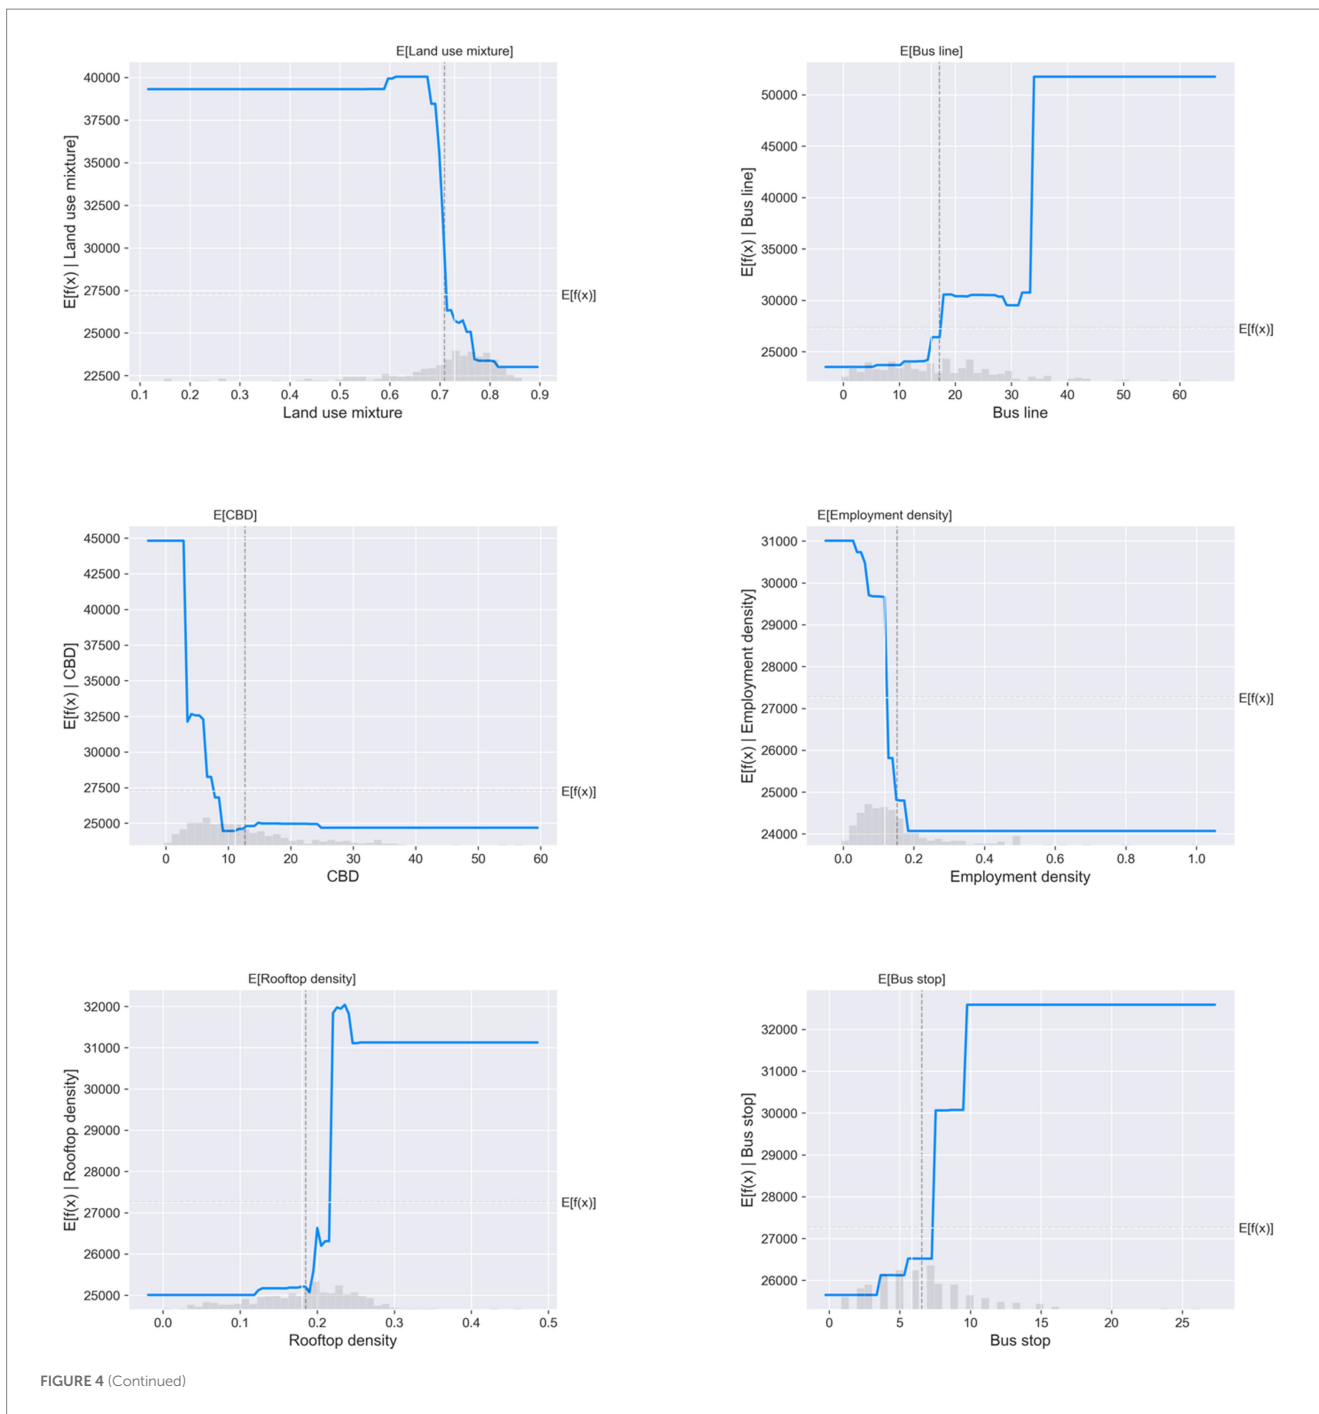 E[Land use mixture]
40000
37500
35000
32500
30000
27500
25000
22500
E[f(x) | Land use mixture]
E[f(x)]
0.1 0.2 0.3 0.4 0.5 0.6 0.7 0.8 0.9
Land use mixture
E[Bus line]
50000
45000
40000
35000
30000
25000
E[f(x) | Bus line]
E[f(x)]
0 10 20 30 40 50 60
Bus line
E[CBD]
45000
42500
40000
37500
35000
32500
30000
27500
25000
E[f(x) | CBD]
E[f(x)]
0 10 20 30 40 50 60
CBD
E[Employment density]
31000
30000
29000
28000
27000
26000
25000
24000
E[f(x) | Employment density]
E[f(x)]
0.0 0.2 0.4 0.6 0.8 1.0
Employment density
E[Rooftop density]
32000
31000
30000
29000
28000
27000
26000
25000
E[f(x) | Rooftop density]
E[f(x)]
0.0 0.1 0.2 0.3 0.4 0.5
Rooftop density
E[Bus stop]
32000
31000
30000
29000
28000
27000
26000
E[f(x) | Bus stop]
E[f(x)]
0 5 10 15 20 25
Bus stop
FIGURE 4 (Continued)